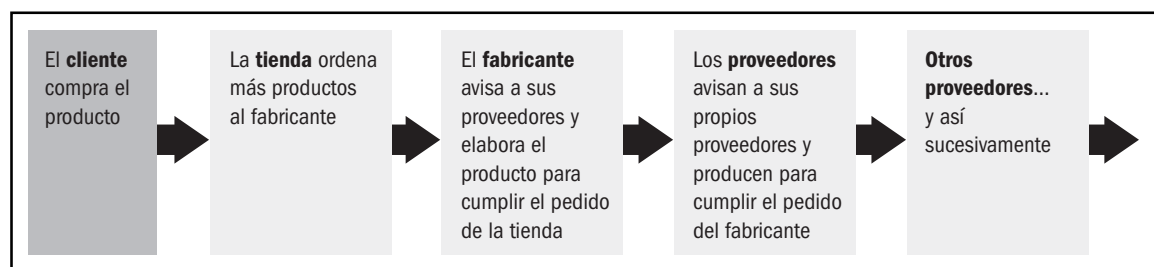 El cliente
compra el
producto
La tienda ordena
más productos
al fabricante
El fabricante
avisa a sus
proveedores y
elabora el
producto para
cumplir el pedido
de la tienda
Los proveedores
avisan a sus
propios
proveedores y
producen para
cumplir el pedido
del fabricante
Otros
proveedores...
y así
sucesivamente